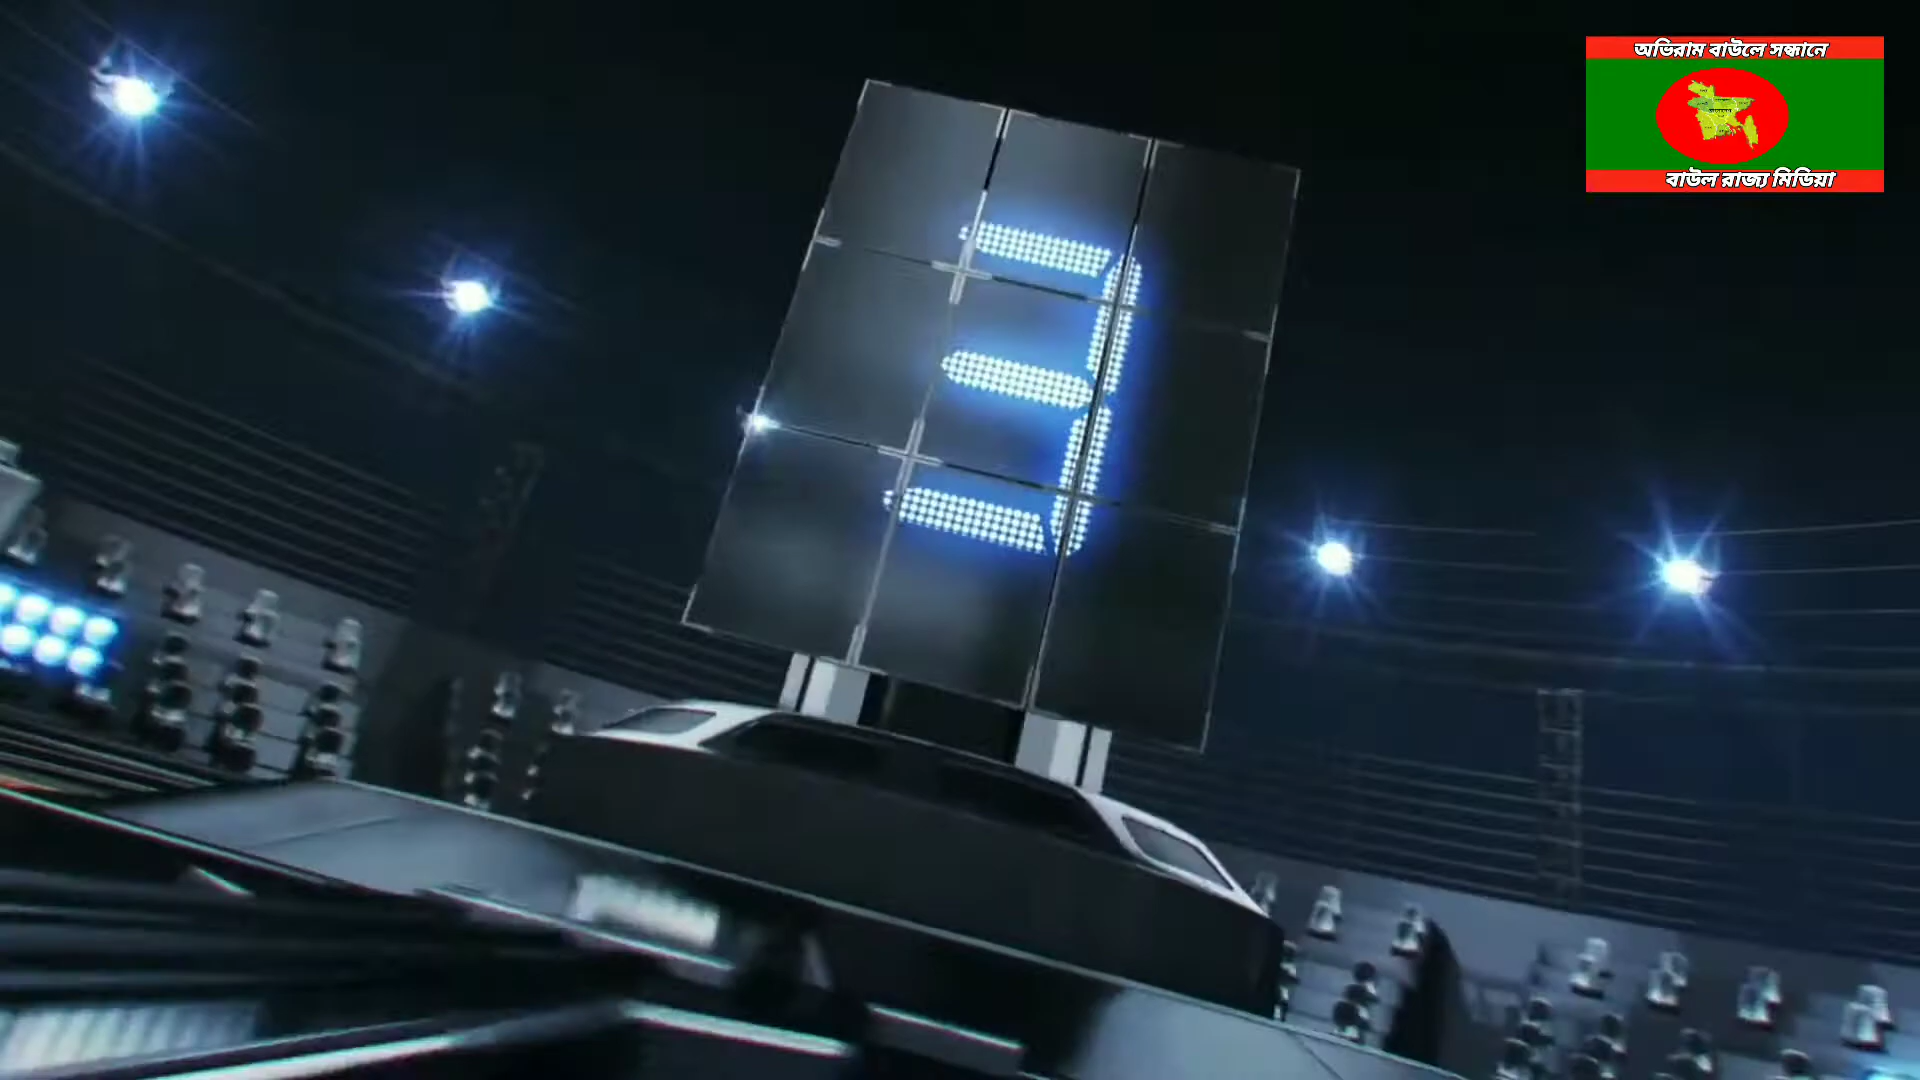 অভিরাম বাউলে সন্ধানে
3
বাউল রাজ্য মিডিয়া